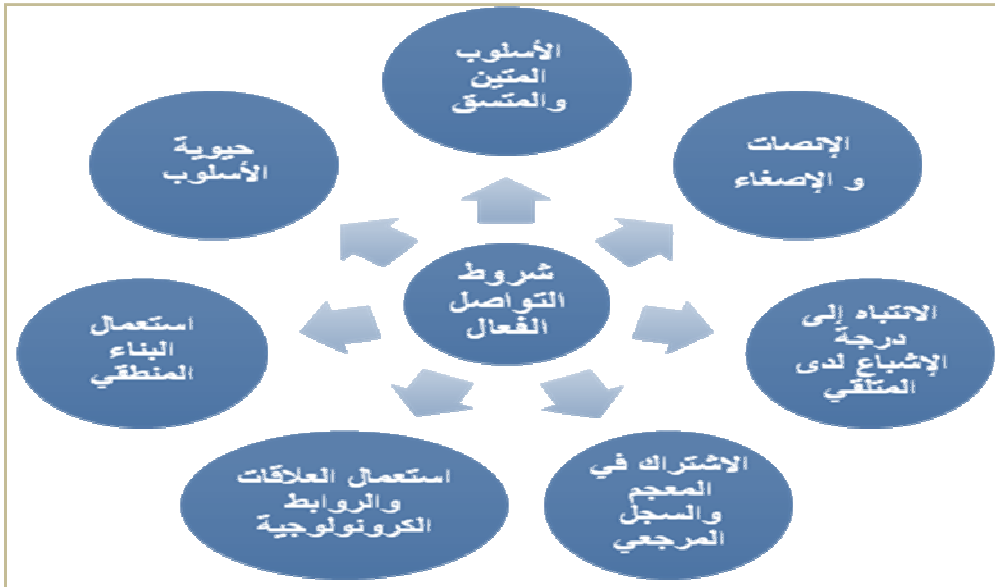 شروط
التواصل
الفعال
الأسلوب
المتين
والمتسق
الإنصات
و الإصغاء
الانتباه إلى
درجة
الإشباع لدى
المتلقي
الاشتراك في
المعجم
والسجل
المرجعي
استعمال العلاقات
والروابط
الكرونولوجية
استعمال
البناء
المنطقي
حيوية
الأسلوب